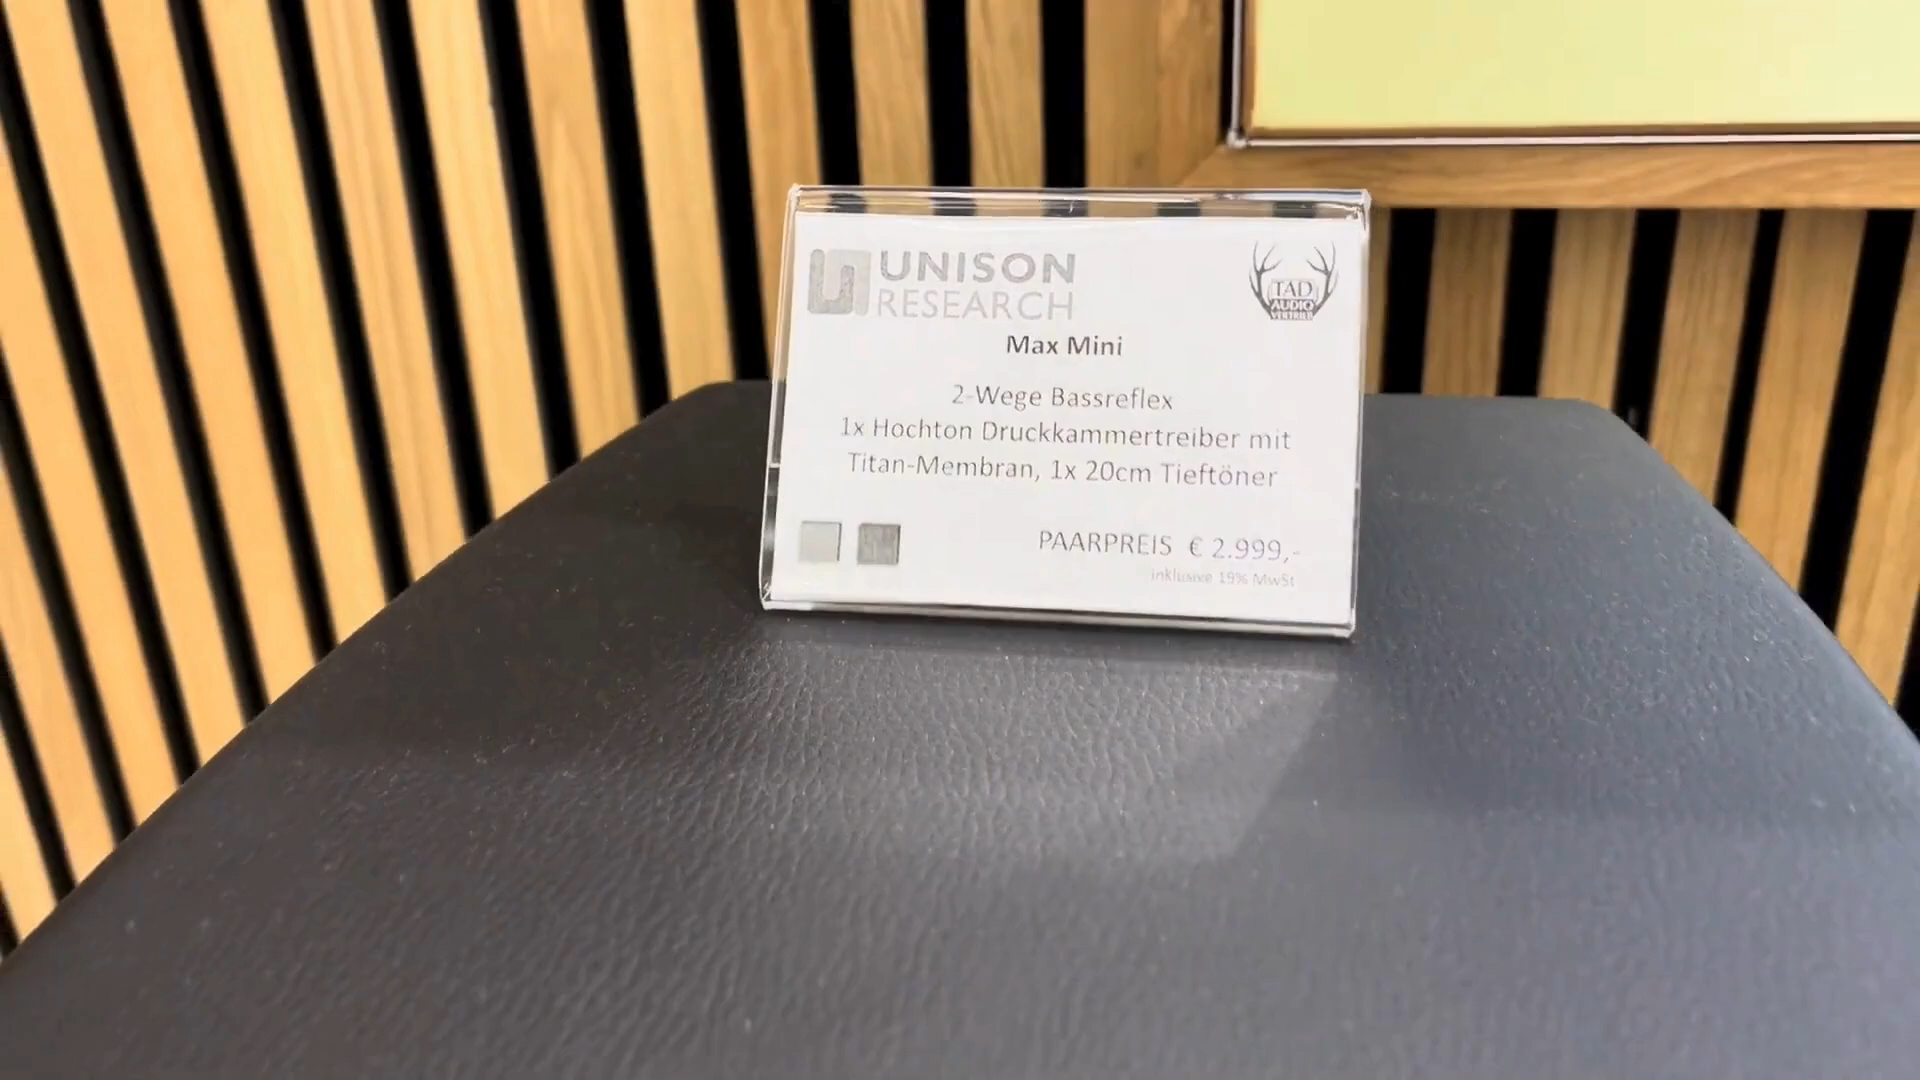 UNISON
RESEARCH
TAD
AUDIO
VERTRIEB
Max Mini
2-Wege Bassreflex
1x Hochton Druckkammertreiber mit
Titan-Membran, 1x 20cm Tieftöner
PAARPREIS € 2.999,-
inklusive 19% MwSt